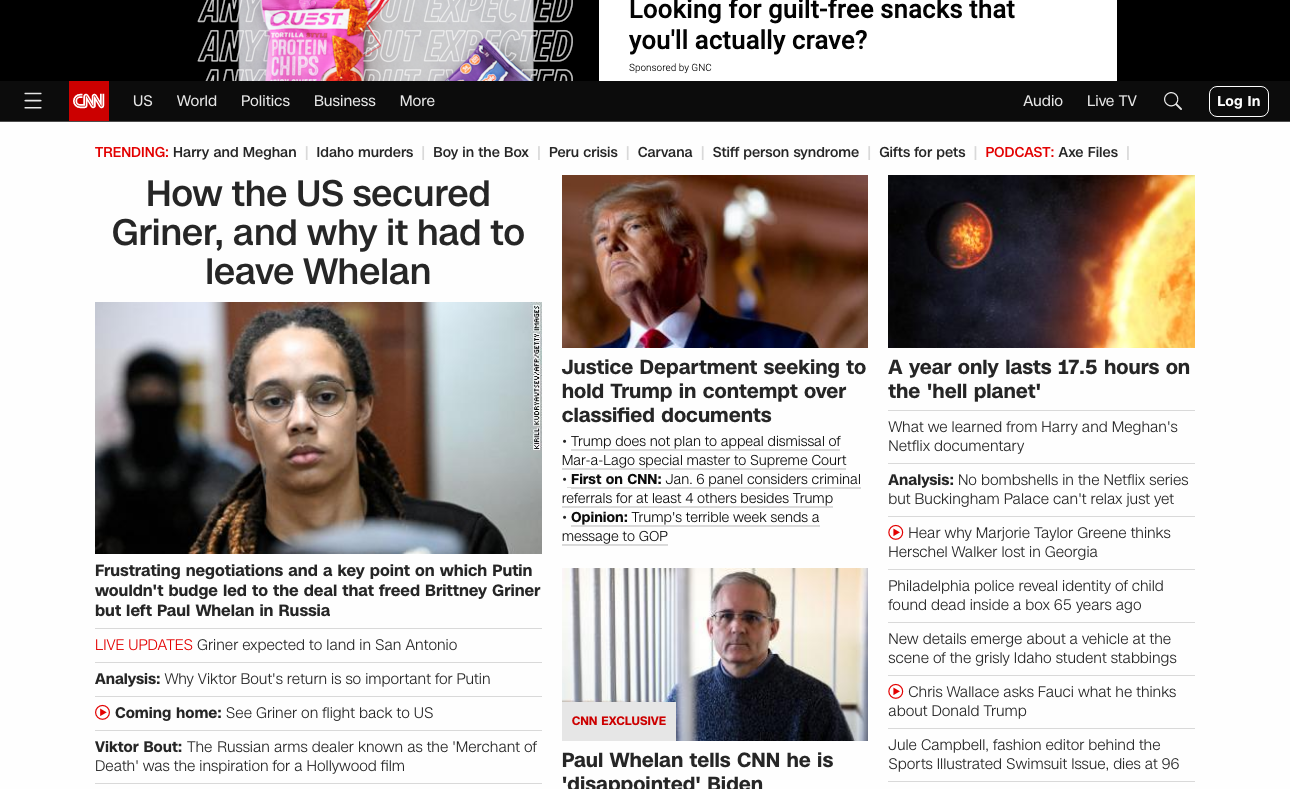 ANYTHING BUT EXPECTED
QUEST
TORTILLA STYLE
PROTEIN
CHIPS
ANYTHING BUT EXPECTED
Looking for guilt-free snacks that
you'll actually crave?
Sponsored by GNC
CNN
US
World
Politics
Business
More
Audio
Live TV
Log In
TRENDING: Harry and Meghan | Idaho murders | Boy in the Box | Peru crisis | Carvana | Stiff person syndrome | Gifts for pets | PODCAST: Axe Files |
How the US secured
Griner, and why it had to
leave Whelan
KIRILL KUDRYAVTSEV/AFP/GETTY IMAGES
Frustrating negotiations and a key point on which Putin
wouldn't budge led to the deal that freed Brittney Griner
but left Paul Whelan in Russia
LIVE UPDATES Griner expected to land in San Antonio
Analysis: Why Viktor Bout's return is so important for Putin
Coming home: See Griner on flight back to US
Viktor Bout: The Russian arms dealer known as the 'Merchant of
Death' was the inspiration for a Hollywood film
Justice Department seeking to
hold Trump in contempt over
classified documents
• Trump does not plan to appeal dismissal of
Mar-a-Lago special master to Supreme Court
• First on CNN: Jan. 6 panel considers criminal
referrals for at least 4 others besides Trump
• Opinion: Trump's terrible week sends a
message to GOP
CNN EXCLUSIVE
Paul Whelan tells CNN he is
'disappointed' Biden
A year only lasts 17.5 hours on
the 'hell planet'
What we learned from Harry and Meghan's
Netflix documentary
Analysis: No bombshells in the Netflix series
but Buckingham Palace can't relax just yet
Hear why Marjorie Taylor Greene thinks
Herschel Walker lost in Georgia
Philadelphia police reveal identity of child
found dead inside a box 65 years ago
New details emerge about a vehicle at the
scene of the grisly Idaho student stabbings
Chris Wallace asks Fauci what he thinks
about Donald Trump
Jule Campbell, fashion editor behind the
Sports Illustrated Swimsuit Issue, dies at 96